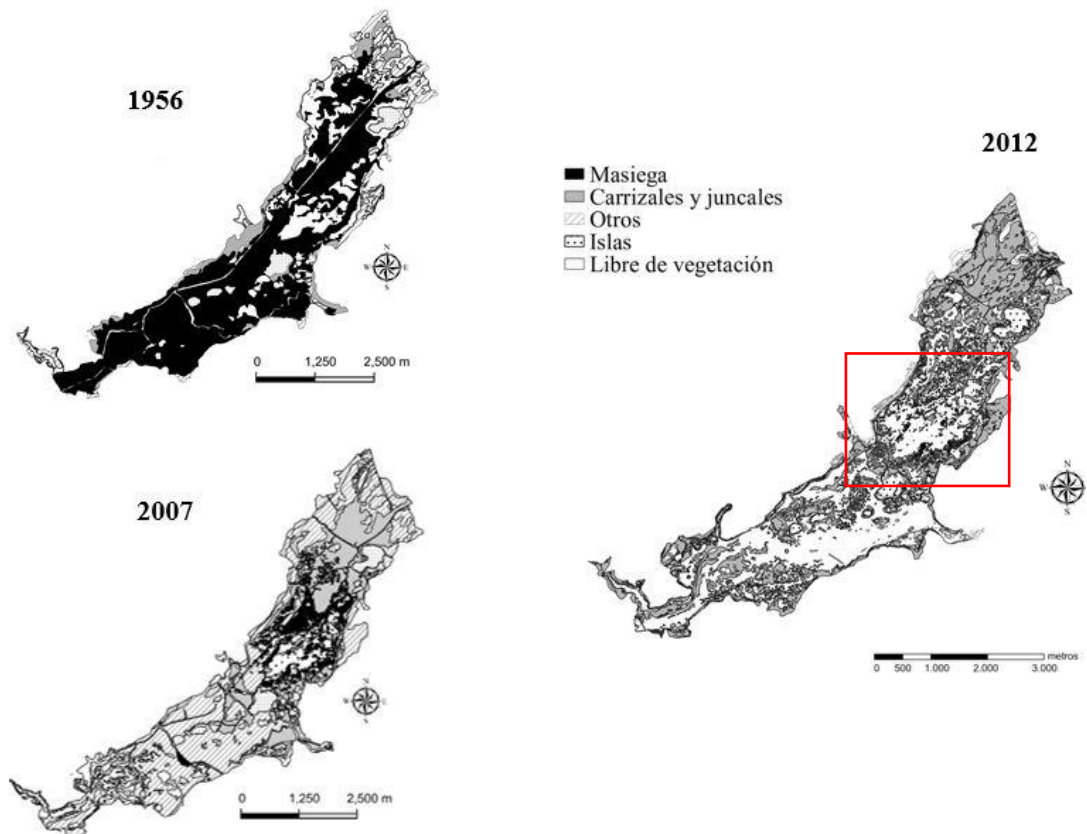 1956
N
W E
S
0 1,250 2,500 m
2007
N
W E
S
0 1,250 2,500 m
2012
Masiega
Carrizales y juncales
Otros
Islas
Libre de vegetación
N
W E
S
metros
0 500 1.000 2.000 3.000